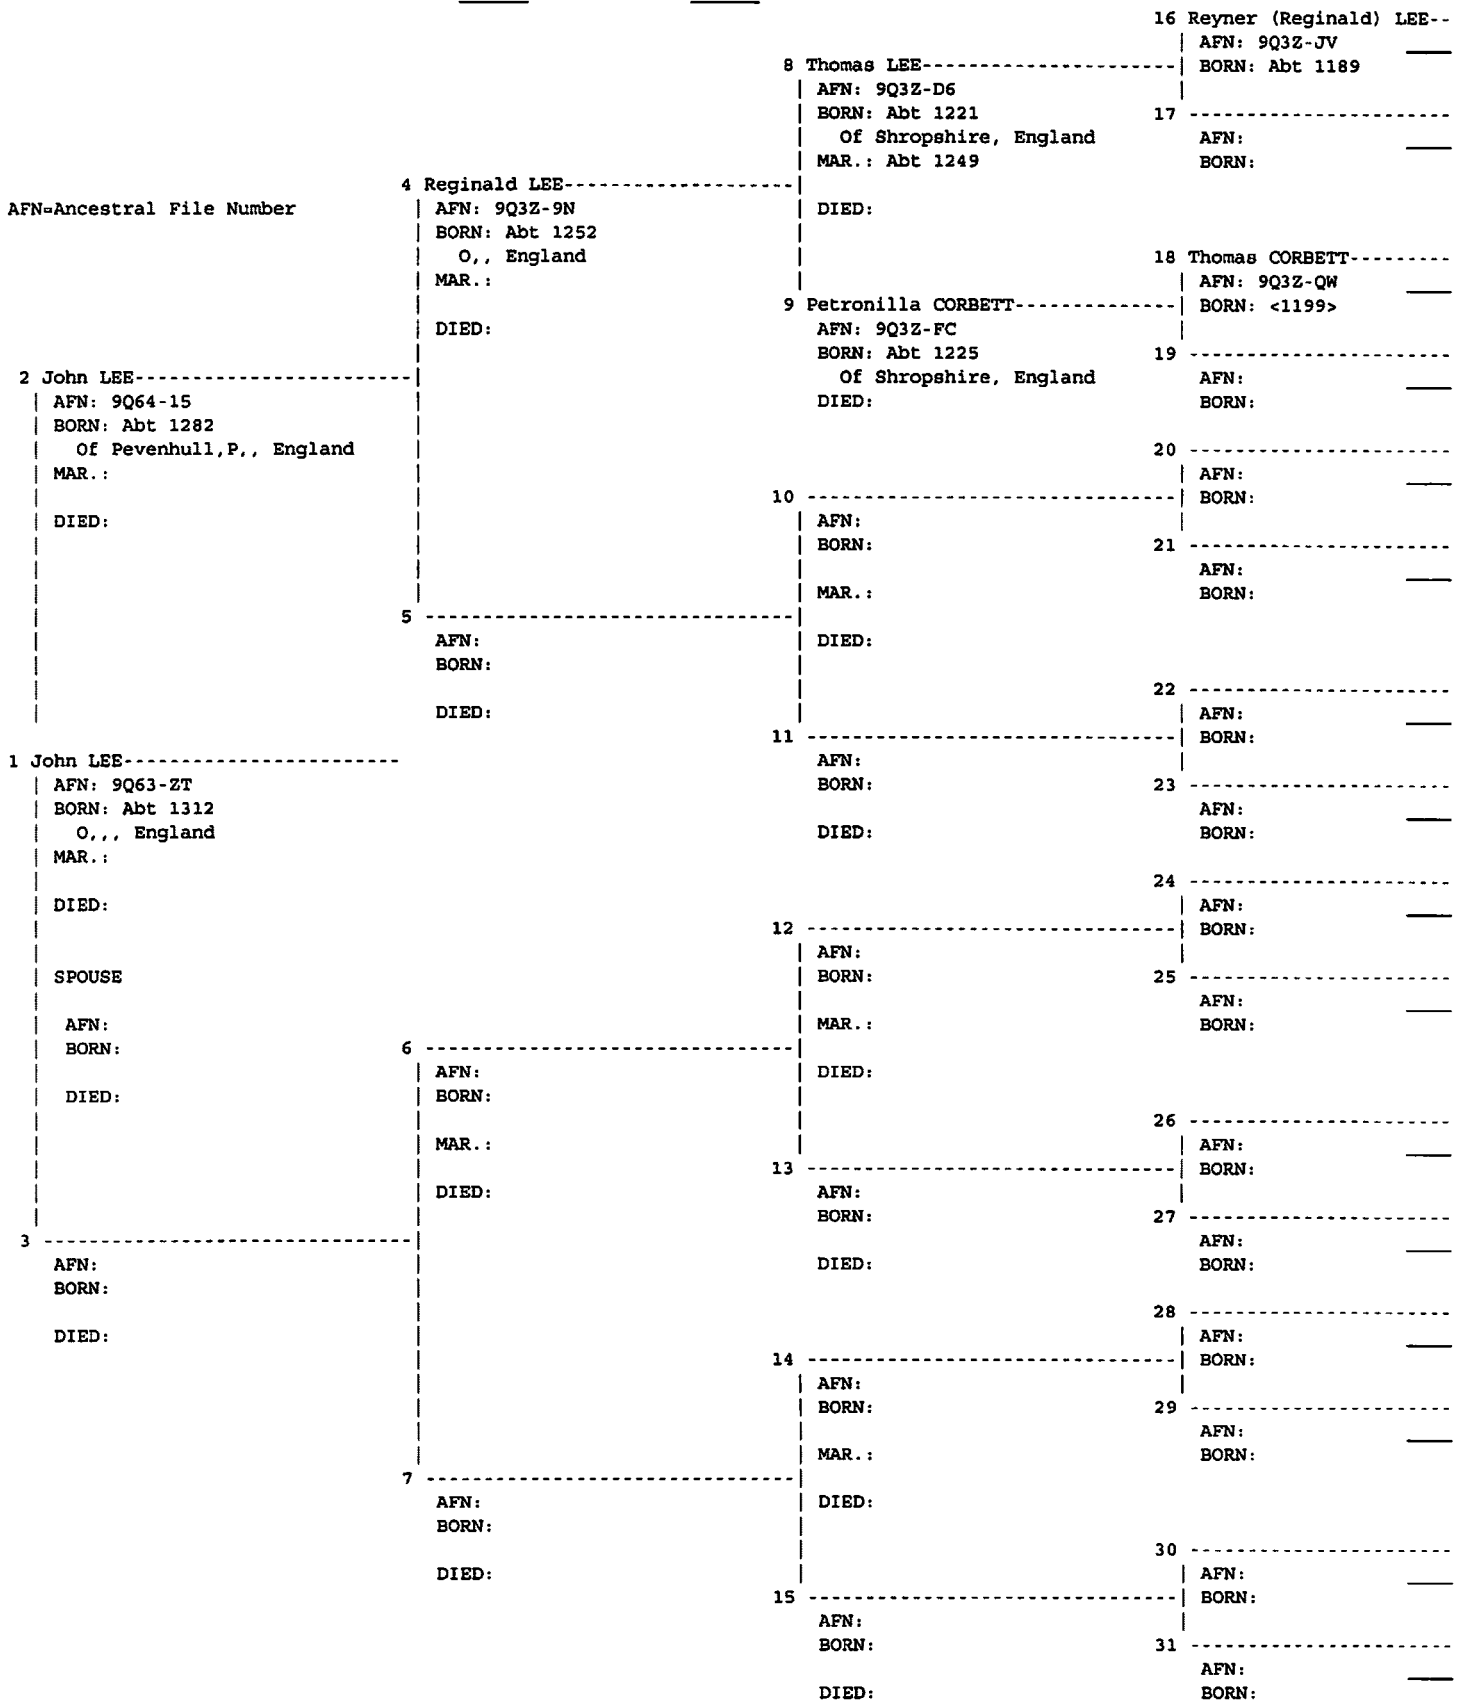 16 Reyner (Reginald) LEE--
AFN: 9Q3Z-JV
8 Thomas LEE------------------- BORN: Abt 1189
AFN: 9Q3Z-D6
BORN: Abt 1221 17 ----------------------
Of Shropshire, England AFN:
MAR.: Abt 1249 BORN:
4 Reginald LEE--------------------
AFN=Ancestral File Number AFN: 9Q3Z-9N DIED:
BORN: Abt 1252
O,, England 18 Thomas CORBETT---------
MAR.: AFN: 9Q3Z-QW
9 Petronilla CORBETT------------- BORN: <1199>
DIED: AFN: 9Q3Z-FC
BORN: Abt 1225 19 ----------------------
2 John LEE------------------------ Of Shropshire, England AFN:
AFN: 9Q64-15 DIED: BORN:
BORN: Abt 1282
Of Pevenhull,P,, England 20 ----------------------
MAR.: AFN:
10 ------------------------------- BORN:
DIED: AFN:
BORN: 21 ----------------------
AFN:
MAR.: BORN:
5 -------------------------------
AFN: DIED:
BORN:
22 ----------------------
DIED: AFN:
11 ------------------------------- BORN:
1 John LEE------------------------ AFN:
AFN: 9Q63-ZT BORN: 23 ----------------------
BORN: Abt 1312 AFN:
O,,, England DIED: BORN:
MAR.:
24 ----------------------
DIED: AFN:
12 ------------------------------- BORN:
AFN:
SPOUSE BORN: 25 ----------------------
AFN:
AFN: MAR.: BORN:
BORN: 6 -------------------------------
AFN: DIED:
DIED: BORN:
26 ----------------------
MAR.: AFN:
13 ------------------------------- BORN:
DIED: AFN:
BORN: 27 ----------------------
3 -------------------------------- AFN:
AFN: DIED: BORN:
BORN:
28 ----------------------
DIED: AFN:
14 ------------------------------- BORN:
AFN:
BORN: 29 ----------------------
AFN:
MAR.: BORN:
7 -------------------------------
AFN: DIED:
BORN:
30 ----------------------
DIED: AFN:
15 ------------------------------- BORN:
AFN:
BORN: 31 ----------------------
AFN:
DIED: BORN: